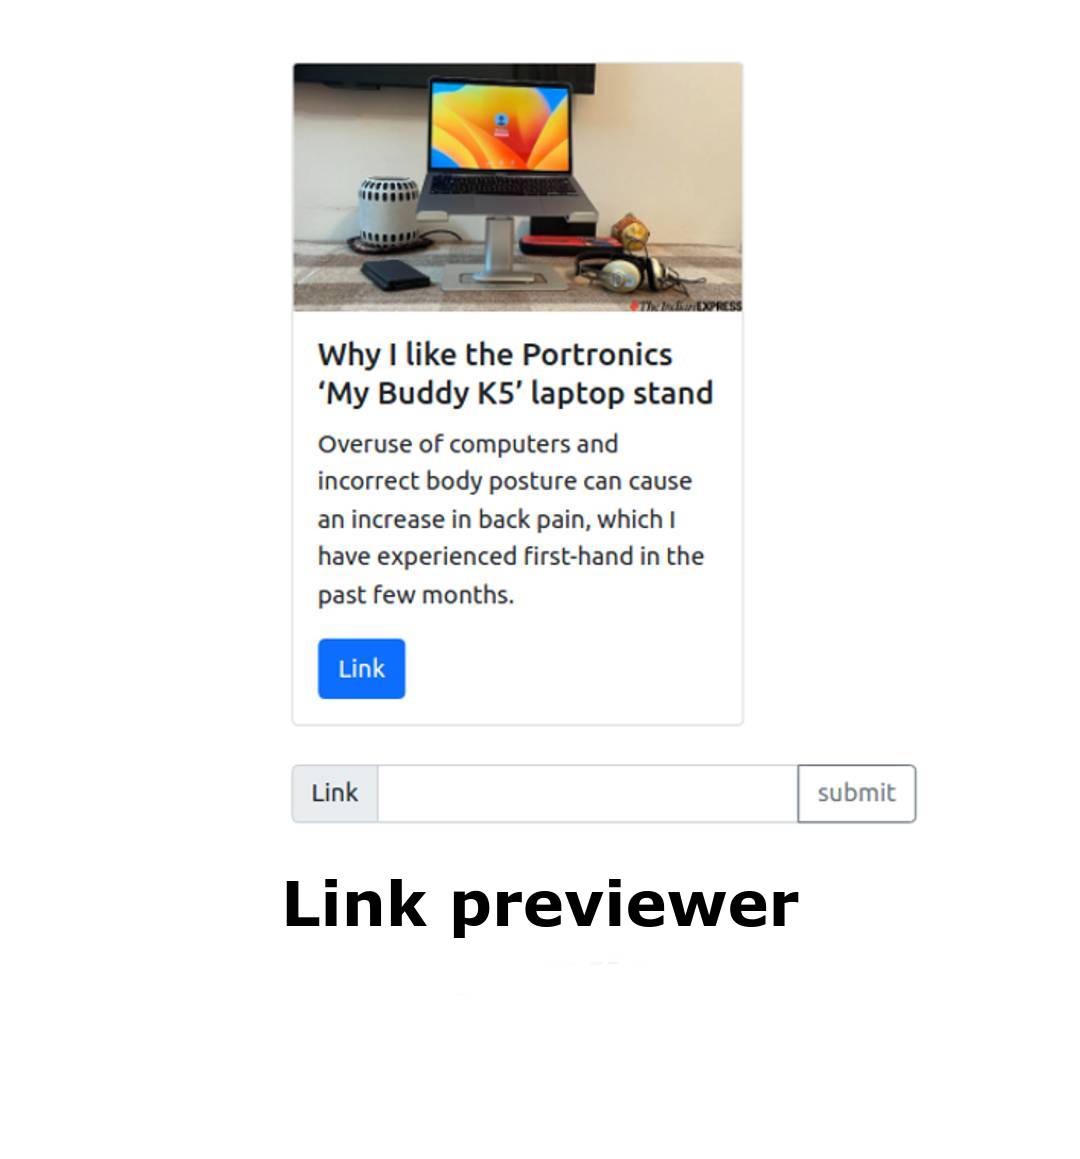 The Indian EXPRESS
Why I like the Portronics
‘My Buddy K5’ laptop stand
Overuse of computers and
incorrect body posture can cause
an increase in back pain, which I
have experienced first-hand in the
past few months.
Link
Link submit
Link previewer